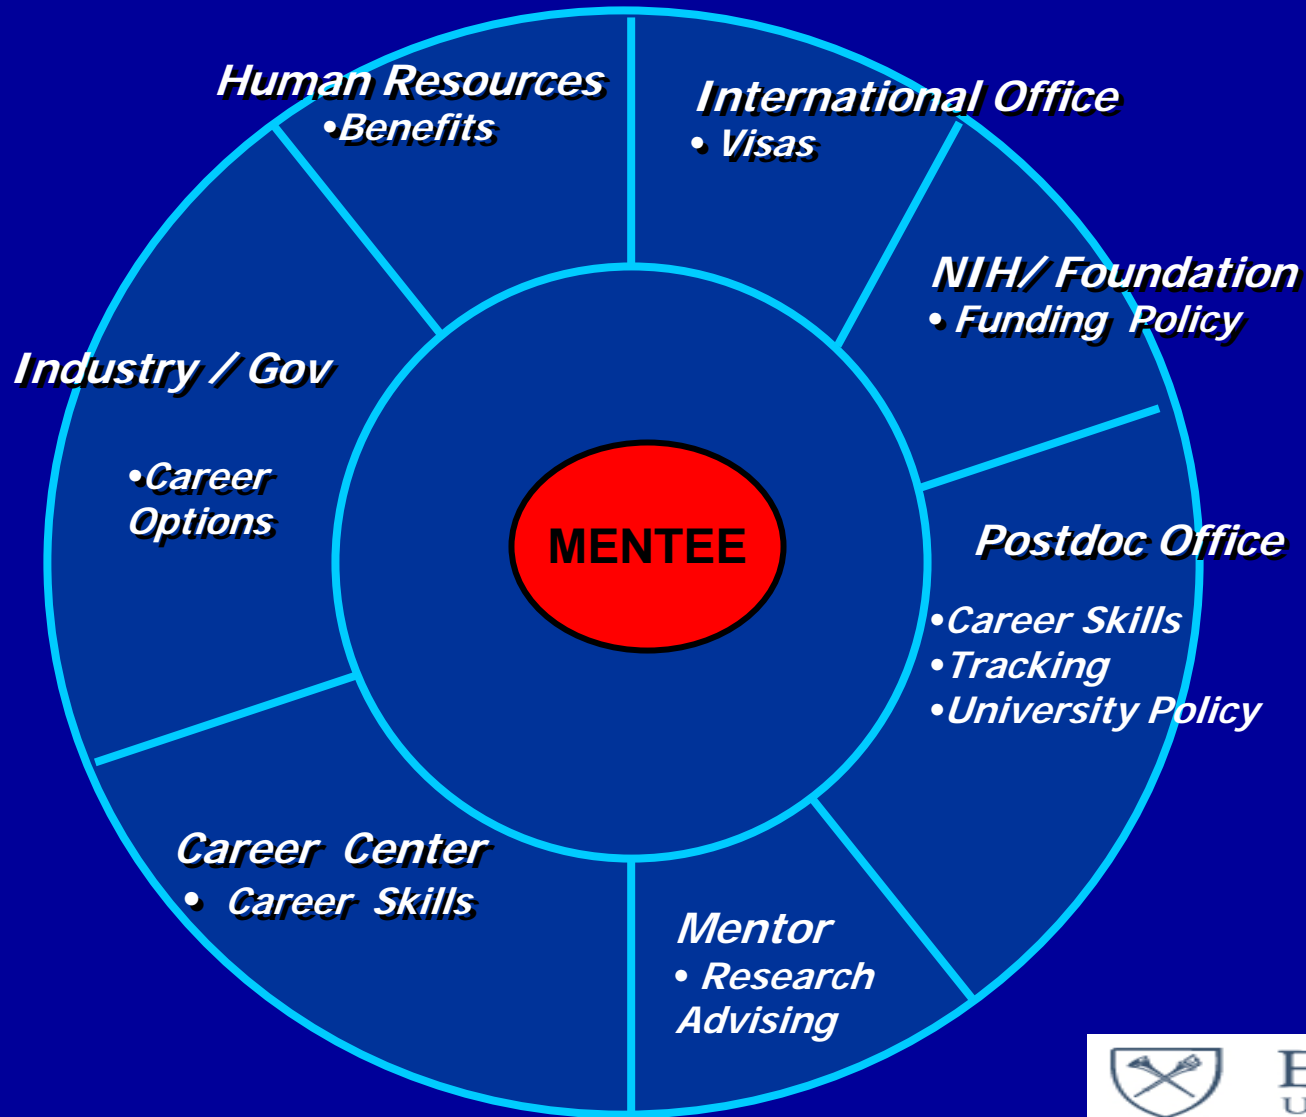 Human Resources
•Benefits
International Office
• Visas
NIH/ Foundation
• Funding Policy
Industry / Gov
•Career
Options
MENTEE
Postdoc Office
•Career Skills
•Tracking
•University Policy
Career Center
• Career Skills
Mentor
• Research
Advising